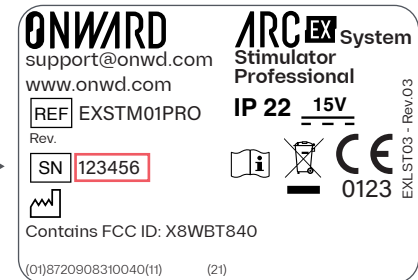 ONWARD
support@onwd.com
www.onwd.com
REF EXSTM01PRO
Rev.
SN 123456
Contains FCC ID: X8WBT840
(01)8720908310040(11) (21)
ARC EX System
Stimulator
Professional
IP 22 15V
0123
EXLST03 - Rev.03